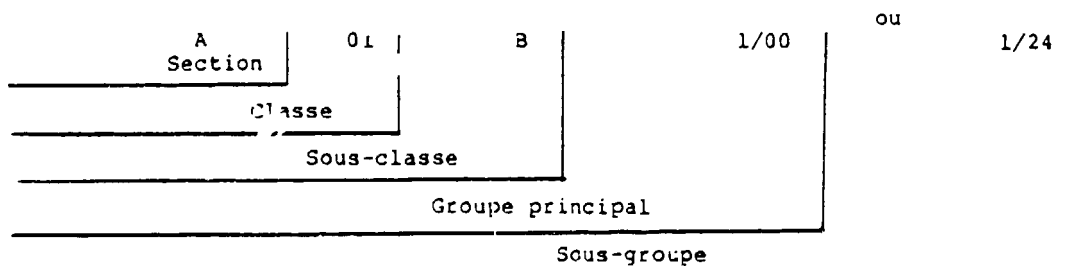 ou
A 01 B 1/00 1/24
Section
Classe
Sous-classe
Groupe principal
Sous-groupe